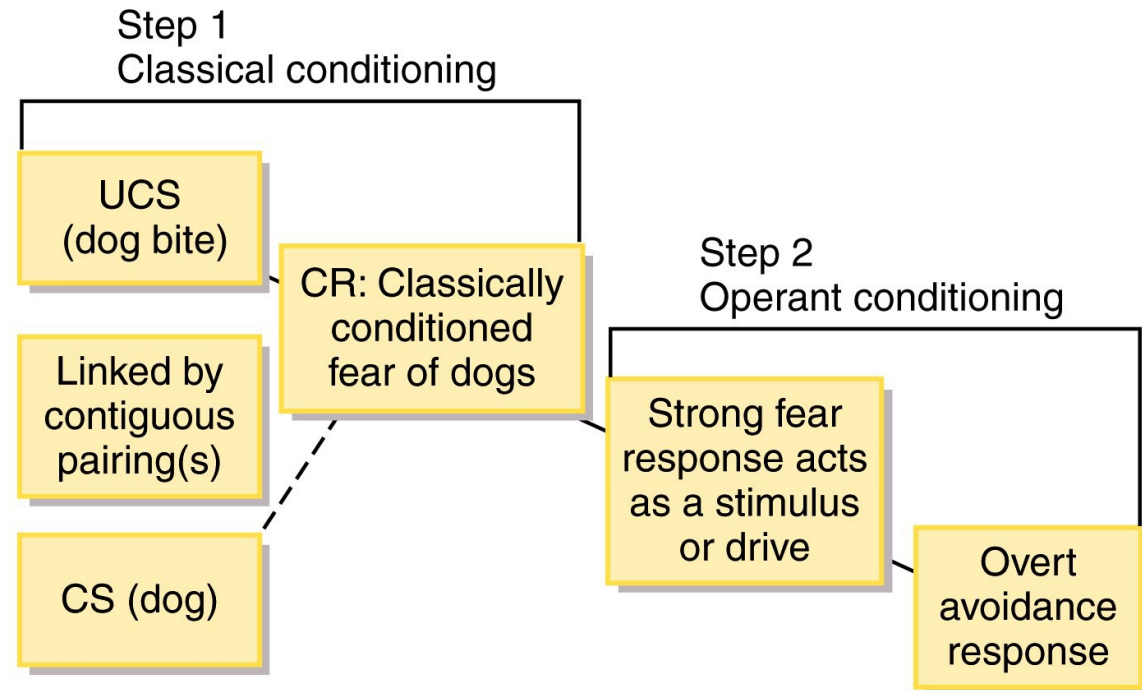 Step 1
Classical conditioning
UCS
(dog bite)
Linked by
contiguous
pairing(s)
CS (dog)
CR: Classically
conditioned
fear of dogs
Step 2
Operant conditioning
Strong fear
response acts
as a stimulus
or drive
Overt
avoidance
response